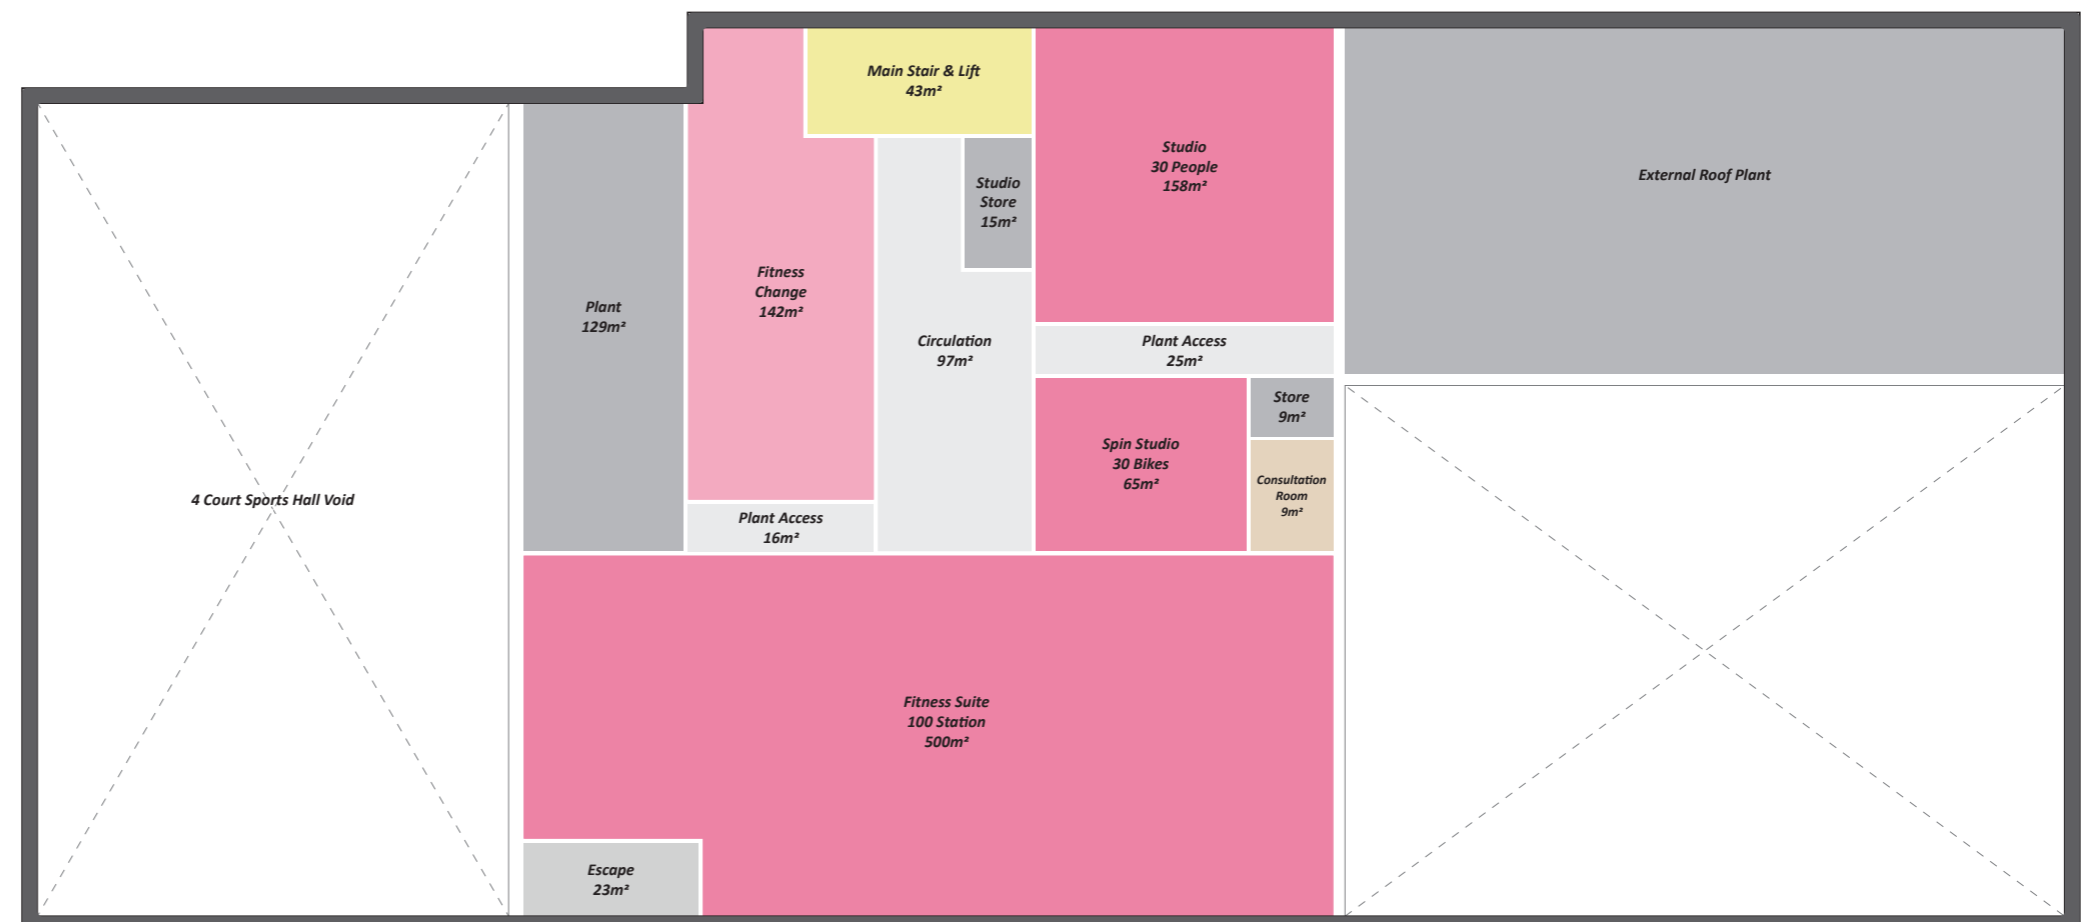 Main Stair & Lift
43m²
Studio
30 People
158m²
External Roof Plant
Studio
Store
15m²
Fitness
Change
142m²
Plant
129m²
Circulation
97m²
Plant Access
25m²
Store
9m²
Spin Studio
30 Bikes
65m²
Consultation
Room
9m²
4 Court Sports Hall Void
Plant Access
16m²
Fitness Suite
100 Station
500m²
Escape
23m²